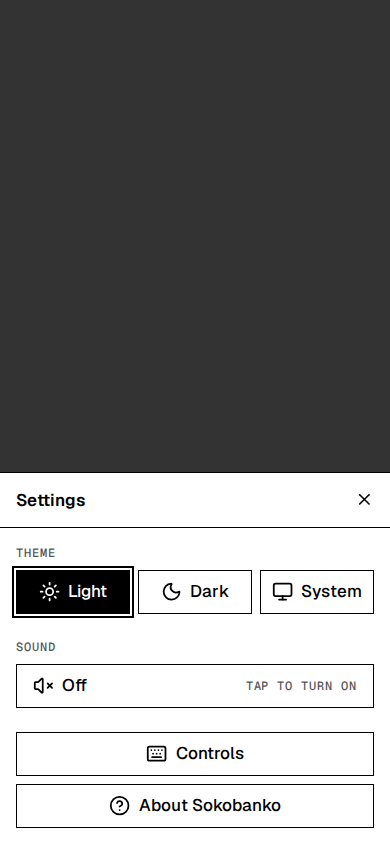 Settings
THEME
Light Dark System
SOUND
Off TAP TO TURN ON
Controls
About Sokobanko